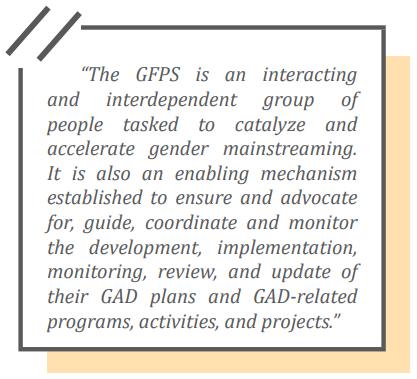 “The GFPS is an interacting
and interdependent group of
people tasked to catalyze and
accelerate gender mainstreaming.
It is also an enabling mechanism
established to ensure and advocate
for, guide, coordinate and monitor
the development, implementation,
monitoring, review, and update of
their GAD plans and GAD-related
programs, activities, and projects.”